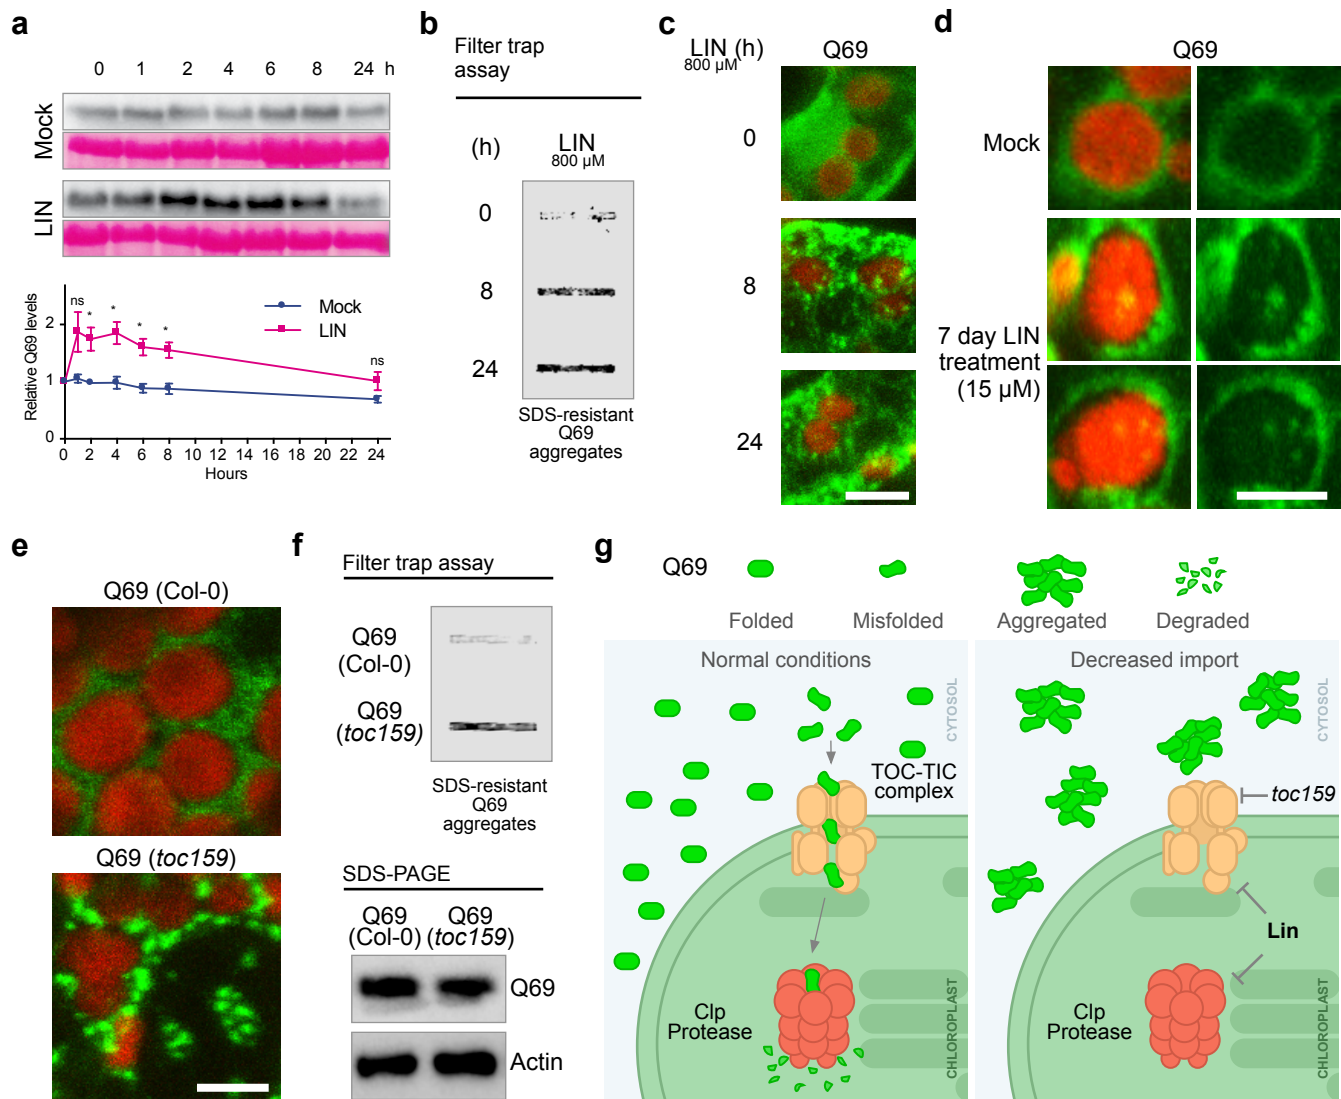 a
0 1 2 4 6 8 24 h
Mock
LIN
Relative Q69 levels
2
1
0
ns
*
*
*
*
ns
Mock
LIN
0 2 4 6 8 10 12 14 16 18 20 22 24
Hours
b
Filter trap
assay
(h)
LIN
800 µM
0
8
24
SDS-resistant
Q69
aggregates
c
LIN (h)
800 µM
Q69
0
8
24
d
Q69
Mock
7 day LIN
treatment
(15 µM)
e
Q69 (Col-0)
Q69 (toc159)
f
Filter trap assay
Q69
(Col-0)
Q69
(toc159)
SDS-resistant
Q69
aggregates
SDS-PAGE
Q69
(Col-0)
Q69
(toc159)
Q69
Actin
g
Q69
Folded
Misfolded
Aggregated
Degraded
Normal conditions
CYTOSOL
TOC-TIC
complex
Clp
Protease
CHLOROPLAST
Decreased import
CYTOSOL
toc159
Lin
Clp
Protease
CHLOROPLAST